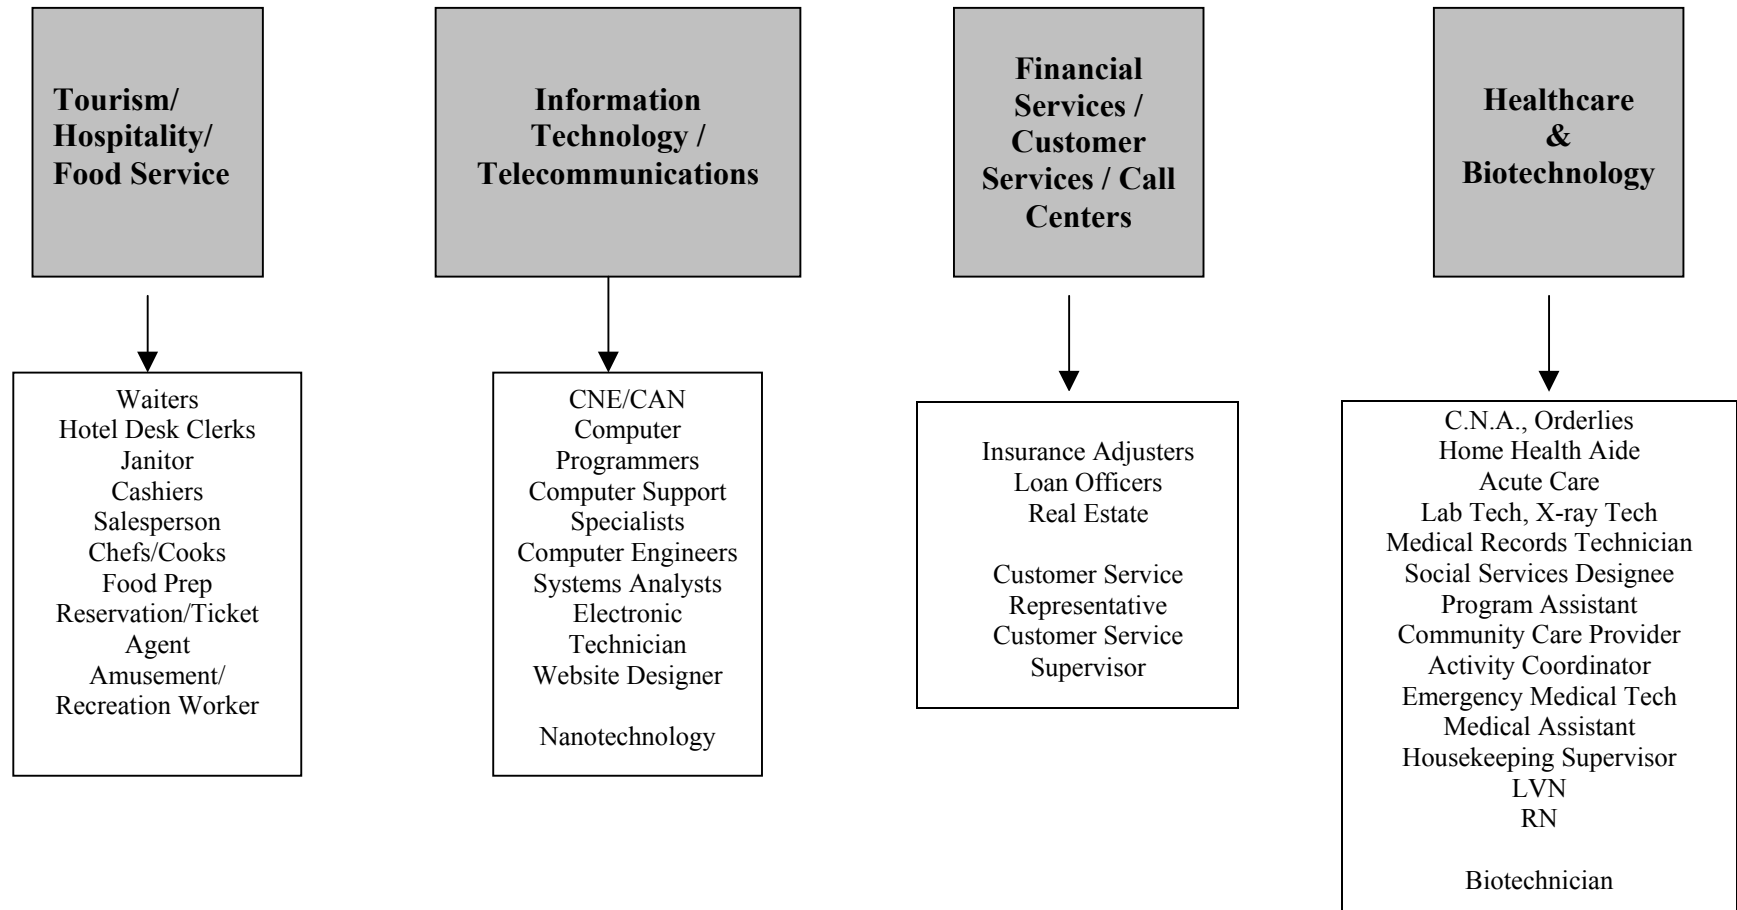 Tourism/
Hospitality/
Food Service
Information
Technology /
Telecommunications
Financial
Services /
Customer
Services / Call
Centers
Healthcare
&
Biotechnology
Waiters
Hotel Desk Clerks
Janitor
Cashiers
Salesperson
Chefs/Cooks
Food Prep
Reservation/Ticket
Agent
Amusement/
Recreation Worker
CNE/CAN
Computer
Programmers
Computer Support
Specialists
Computer Engineers
Systems Analysts
Electronic
Technician
Website Designer
Nanotechnology
Insurance Adjusters
Loan Officers
Real Estate
Customer Service
Representative
Customer Service
Supervisor
C.N.A., Orderlies
Home Health Aide
Acute Care
Lab Tech, X-ray Tech
Medical Records Technician
Social Services Designee
Program Assistant
Community Care Provider
Activity Coordinator
Emergency Medical Tech
Medical Assistant
Housekeeping Supervisor
LVN
RN
Biotechnician